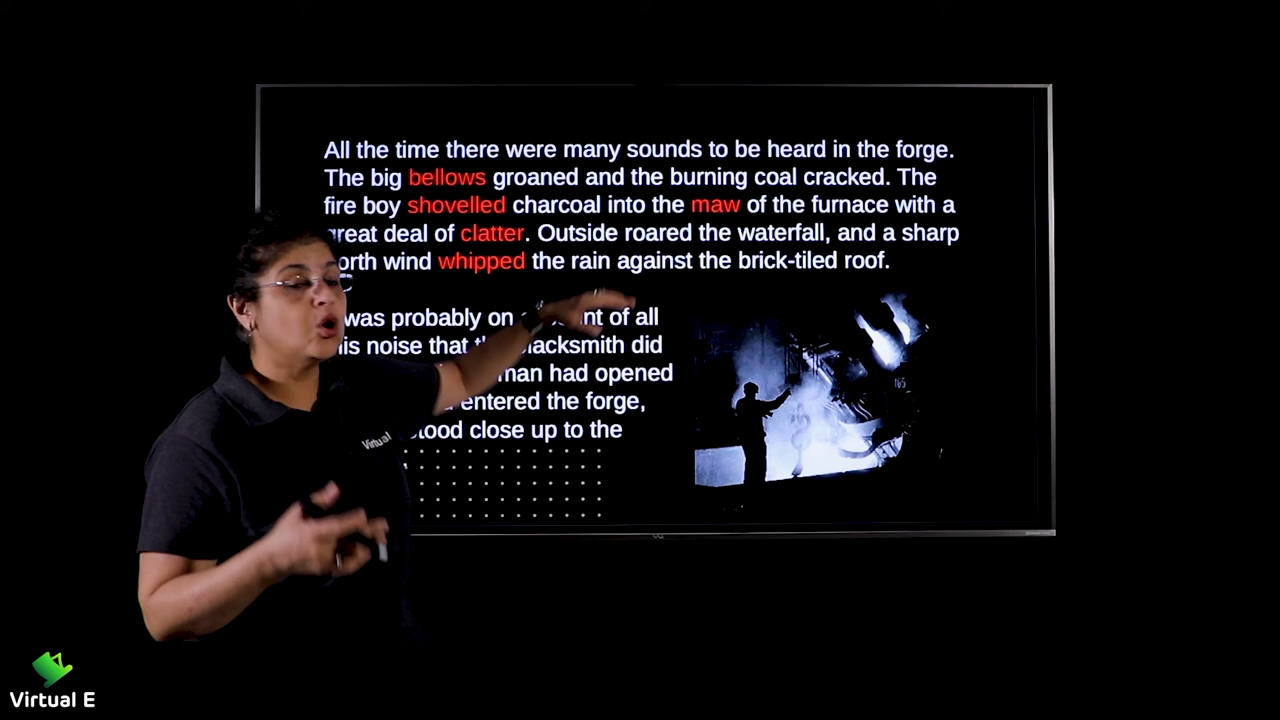 All the time there were many sounds to be heard in the forge.
The big bellows groaned and the burning coal cracked. The
fire boy shovelled charcoal into the maw of the furnace with a
great deal of clatter. Outside roared the waterfall, and a sharp
north wind whipped the rain against the brick-tiled roof.
was probably on of all
noise that blacksmith did
man had opened
entered the forge,
stood close up to the
165
Virtual
Virtual E